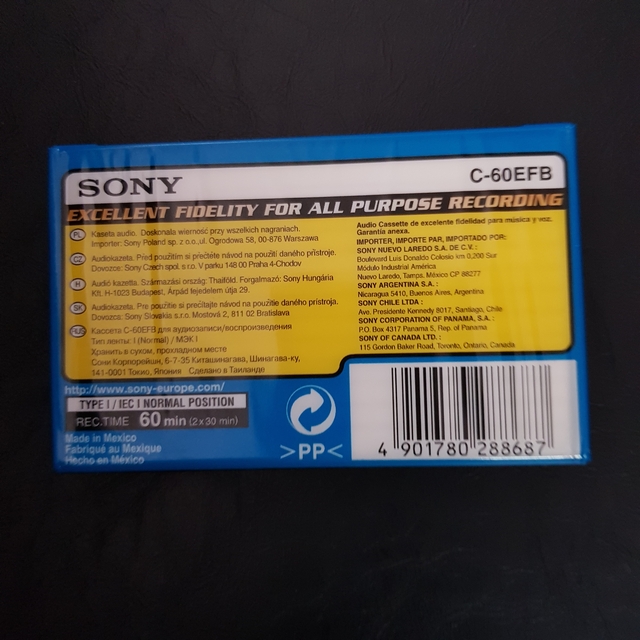 SONY
C-60EFB
EXCELLENT FIDELITY FOR ALL PURPOSE RECORDING
PL Kaseta audio. Doskonała wierność przy wszelkich nagraniach.
Importer: Sony Poland sp. z o.o.,ul. Ogrodowa 58, 00-876 Warszawa
CZ Audiokazeta. Před použitím si přečtěte návod na použití daného přístroje.
Dovozce: Sony Czech spol. s r.o. V parku 148 00 Praha 4-Chodov
H Audió kazetta. Származási ország: Thaiföld. Forgalmazó: Sony Hungária
Kft. H-1023 Budapest, Árpád fejedelem útja 29.
SK Audiokazeta. Pre použitie si prečítajte návod na použitie daného prístroja.
Dovozce: Sony Slovakia s.r.o. Mostová 2, 811 02 Bratislava
RUS Кассета C-60EFB для аудиозаписи/воспроизведения
Тип ленты: I (Normal) / МЭК I
Хранить в сухом, прохладном месте
Сони Корпорейшн, 6-7-35 Киташинагава, Шинагава-ку,
141-0001 Токио, Япония Сделано в Таиланде
Audio Cassette de excelente fidelidad para música y voz.
Garantía anexa.
IMPORTER, IMPORTE PAR, IMPORTADO POR:
SONY NUEVO LAREDO S.A. DE C.V.:
Boulevard Luis Donaldo Colosio km 0,200 Sur
Módulo Industrial América
Nuevo Laredo, Tamps. México CP 88277
SONY ARGENTINA S.A. :
Nicaragua 5410, Buenos Aires, Argentina
SONY CHILE LTDA :
Ave. Presidente Kennedy 8017, Santiago, Chile
SONY CORPORATION OF PANAMA, S.A. :
P.O. Box 4317 Panama 5, Rep. of Panama
SONY OF CANADA LTD. :
115 Gordon Baker Road, Toronto, Ontario, Canada
http://www.sony-europe.com/
TYPE I / IEC I NORMAL POSITION
REC.TIME 60 min (2 x 30 min)
Made in Mexico
Fabriqué au Mexique
Hecho en México
>PP<
4 901780 288687